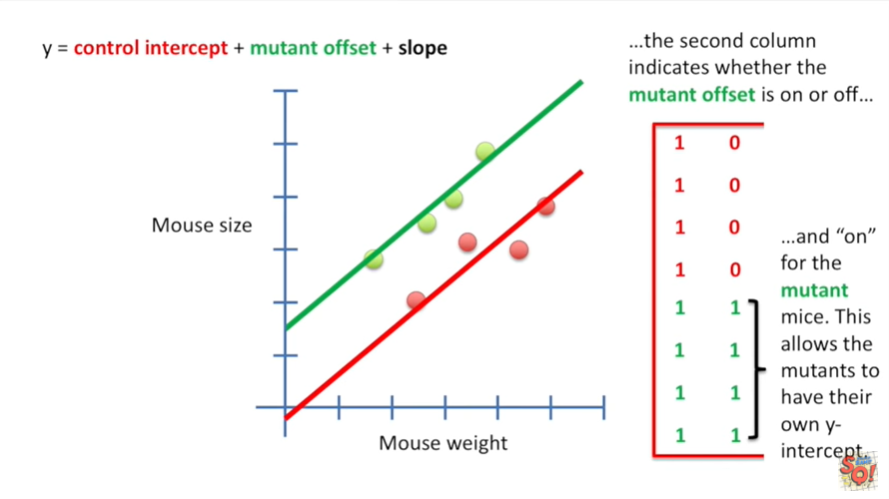 y = control intercept + mutant offset + slope
...the second column
indicates whether the
mutant offset is on or off...
1 0
1 0
1 0
1 0
1 1
1 1
1 1
1 1
...and “on”
for the
mutant
mice. This
allows the
mutants to
have their
own y-
intercept.
Mouse size
Mouse weight
SO!